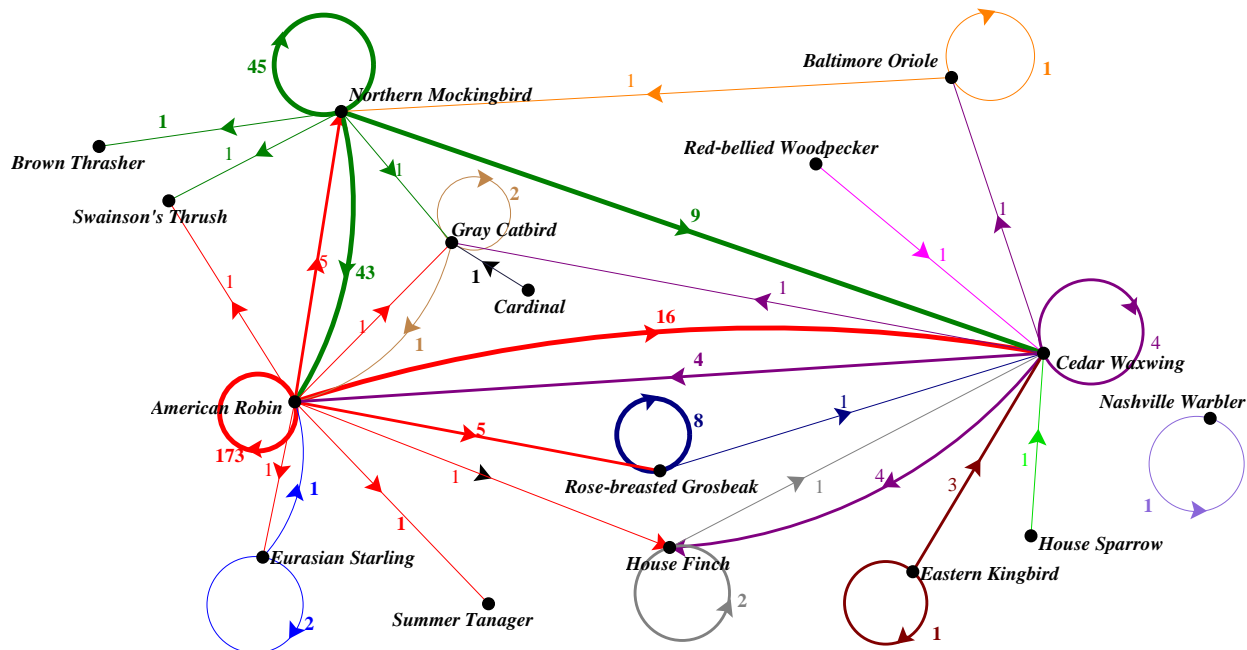 Baltimore Oriole
1
45
1
Northern Mockingbird
1
1
Brown Thrasher
1
Red-bellied Woodpecker
1
2
Swainson's Thrush
9
1
Gray Catbird
1
5
43
1
1
1
Cardinal
16
1
1
4
Cedar Waxwing
4
Nashville Warbler
American Robin
1
8
5
173
1
1
3
1
4
1
1
Rose-breasted Grosbeak
1
1
House Sparrow
Eurasian Starling
House Finch
Eastern Kingbird
2
Summer Tanager
2
1